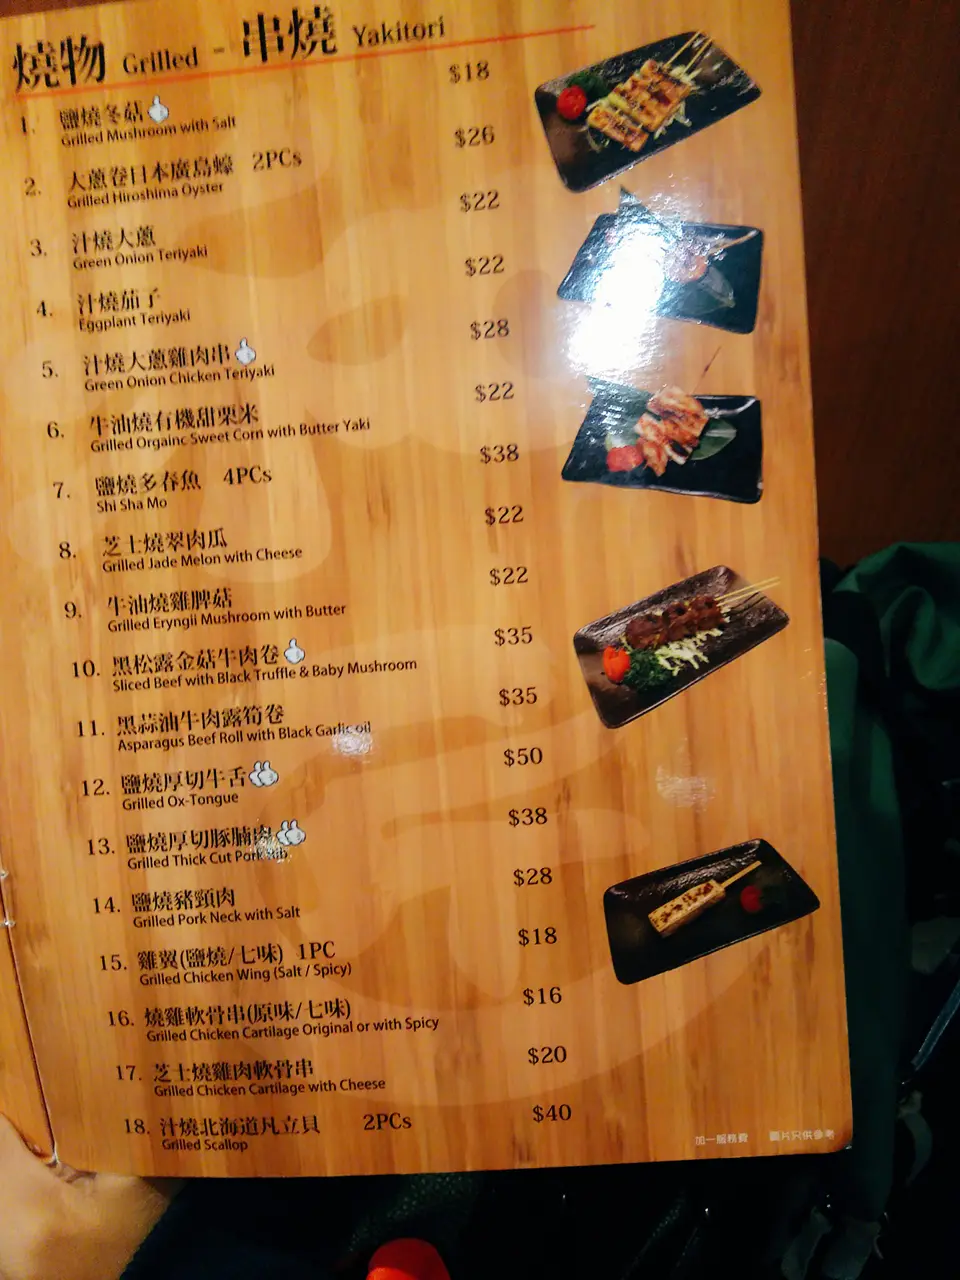 燒物 Grilled - 串燒 Yakitori
1. 鹽燒冬菇 $18
Grilled Mushroom with Salt
2. 大蔥卷日本廣島蠔 2PCs $26
Grilled Hiroshima Oyster
3. 汁燒大蔥 $22
Green Onion Teriyaki
4. 汁燒茄子 $22
Eggplant Teriyaki
5. 汁燒大蔥雞肉串 $28
Green Onion Chicken Teriyaki
6. 牛油燒有機甜粟米 $22
Grilled Orgainc Sweet Corn with Butter Yaki
7. 鹽燒多春魚 4PCs $38
Shi Sha Mo
8. 芝士燒翠肉瓜 $22
Grilled Jade Melon with Cheese
9. 牛油燒雞脾菇 $22
Grilled Eryngii Mushroom with Butter
10. 黑松露金菇牛肉卷 $35
Sliced Beef with Black Truffle & Baby Mushroom
11. 黑蒜油牛肉露筍卷 $35
Asparagus Beef Roll with Black Garlic oil
12. 鹽燒厚切牛舌 $50
Grilled Ox-Tongue
13. 鹽燒厚切豚腩肉 $38
Grilled Thick Cut Pork Rib
14. 鹽燒豬頸肉 $28
Grilled Pork Neck with Salt
15. 雞翼(鹽燒/七味) 1PC $18
Grilled Chicken Wing (Salt / Spicy)
16. 燒雞軟骨串(原味/七味) $16
Grilled Chicken Cartilage Original or with Spicy
17. 芝士燒雞肉軟骨串 $20
Grilled Chicken Cartilage with Cheese
18. 汁燒北海道凡立貝 2PCs $40
Grilled Scallop
加一服務費 圖片只供參考